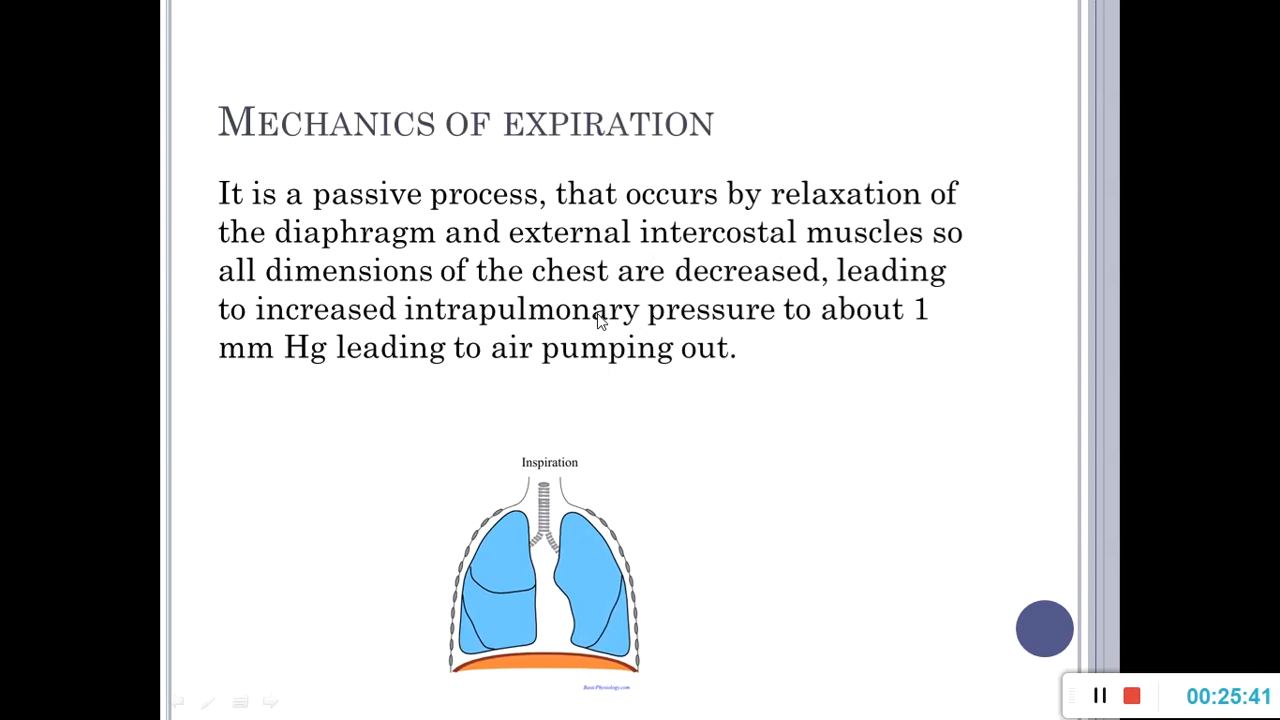 MECHANICS OF EXPIRATION
It is a passive process, that occurs by relaxation of
the diaphragm and external intercostal muscles so
all dimensions of the chest are decreased, leading
to increased intrapulmonary pressure to about 1
mm Hg leading to air pumping out.
Inspiration
BasicPhysiology.com
00:25:41